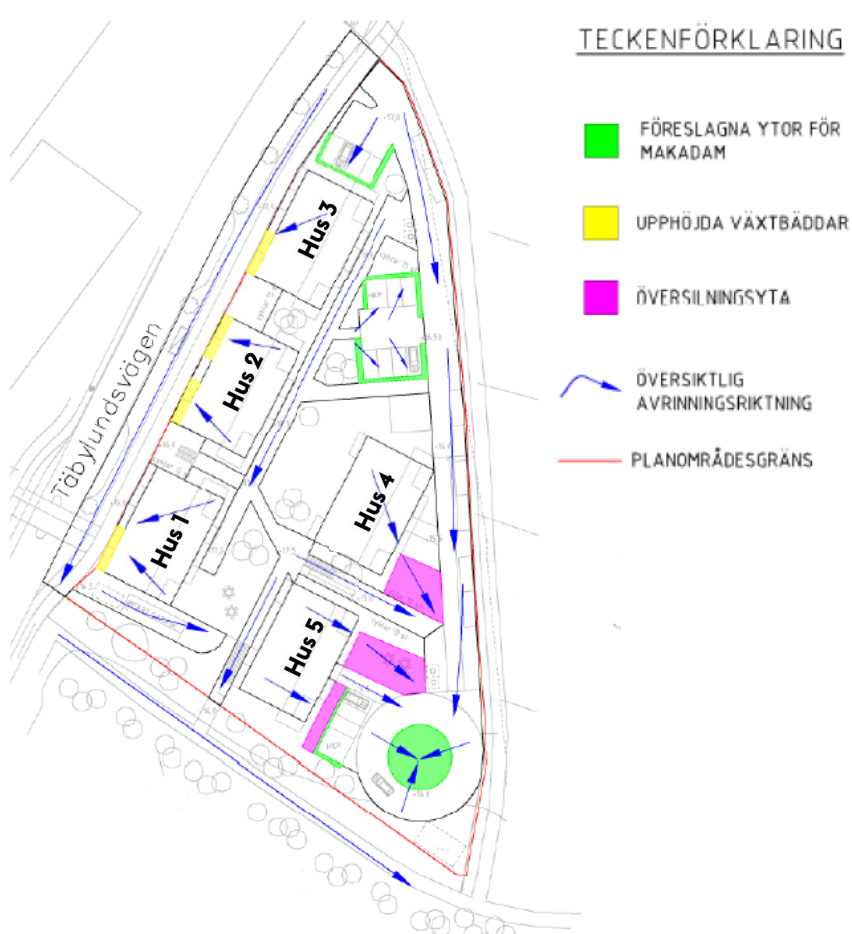 TECKENFÖRKLARING
FÖRESLAGNA YTOR FÖR
MAKADAM
UPPHÖJDA VÄXTBÄDDAR
ÖVERSILNINGSYTA
ÖVERSIKTLIG
AVRINNINGSRIKTNING
PLANOMRÅDESGRÄNS
Täbylundsvägen
Hus 3
Hus 2
Hus 1
Hus 4
Hus 5
HKP